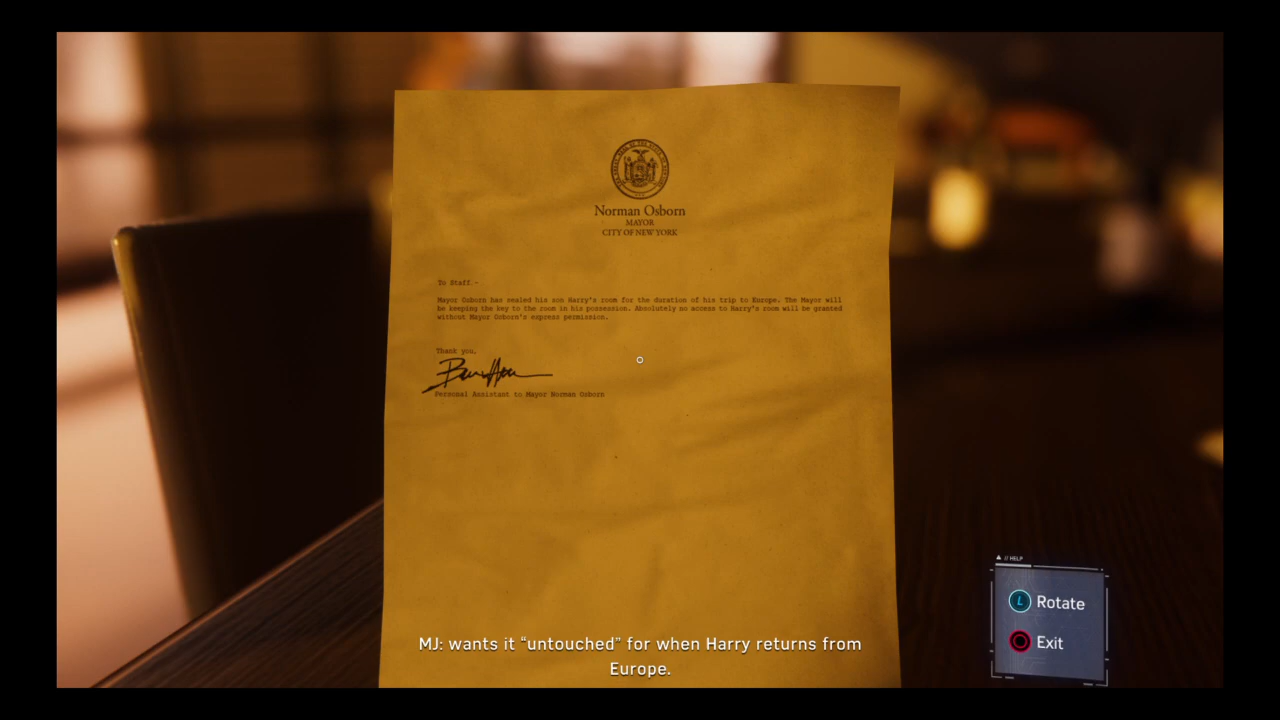 Norman Osborn
MAYOR
CITY OF NEW YORK
To Staff -
Mayor Osborn has sealed his son Harry's room for the duration of his trip to Europe. The Mayor will
be keeping the key to the room in his possession. Absolutely no access to Harry's room will be granted
without Mayor Osborn's express permission.
Thank you,
Personal Assistant to Mayor Norman Osborn
// HELP
L Rotate
Exit
MJ: wants it “untouched” for when Harry returns from
Europe.